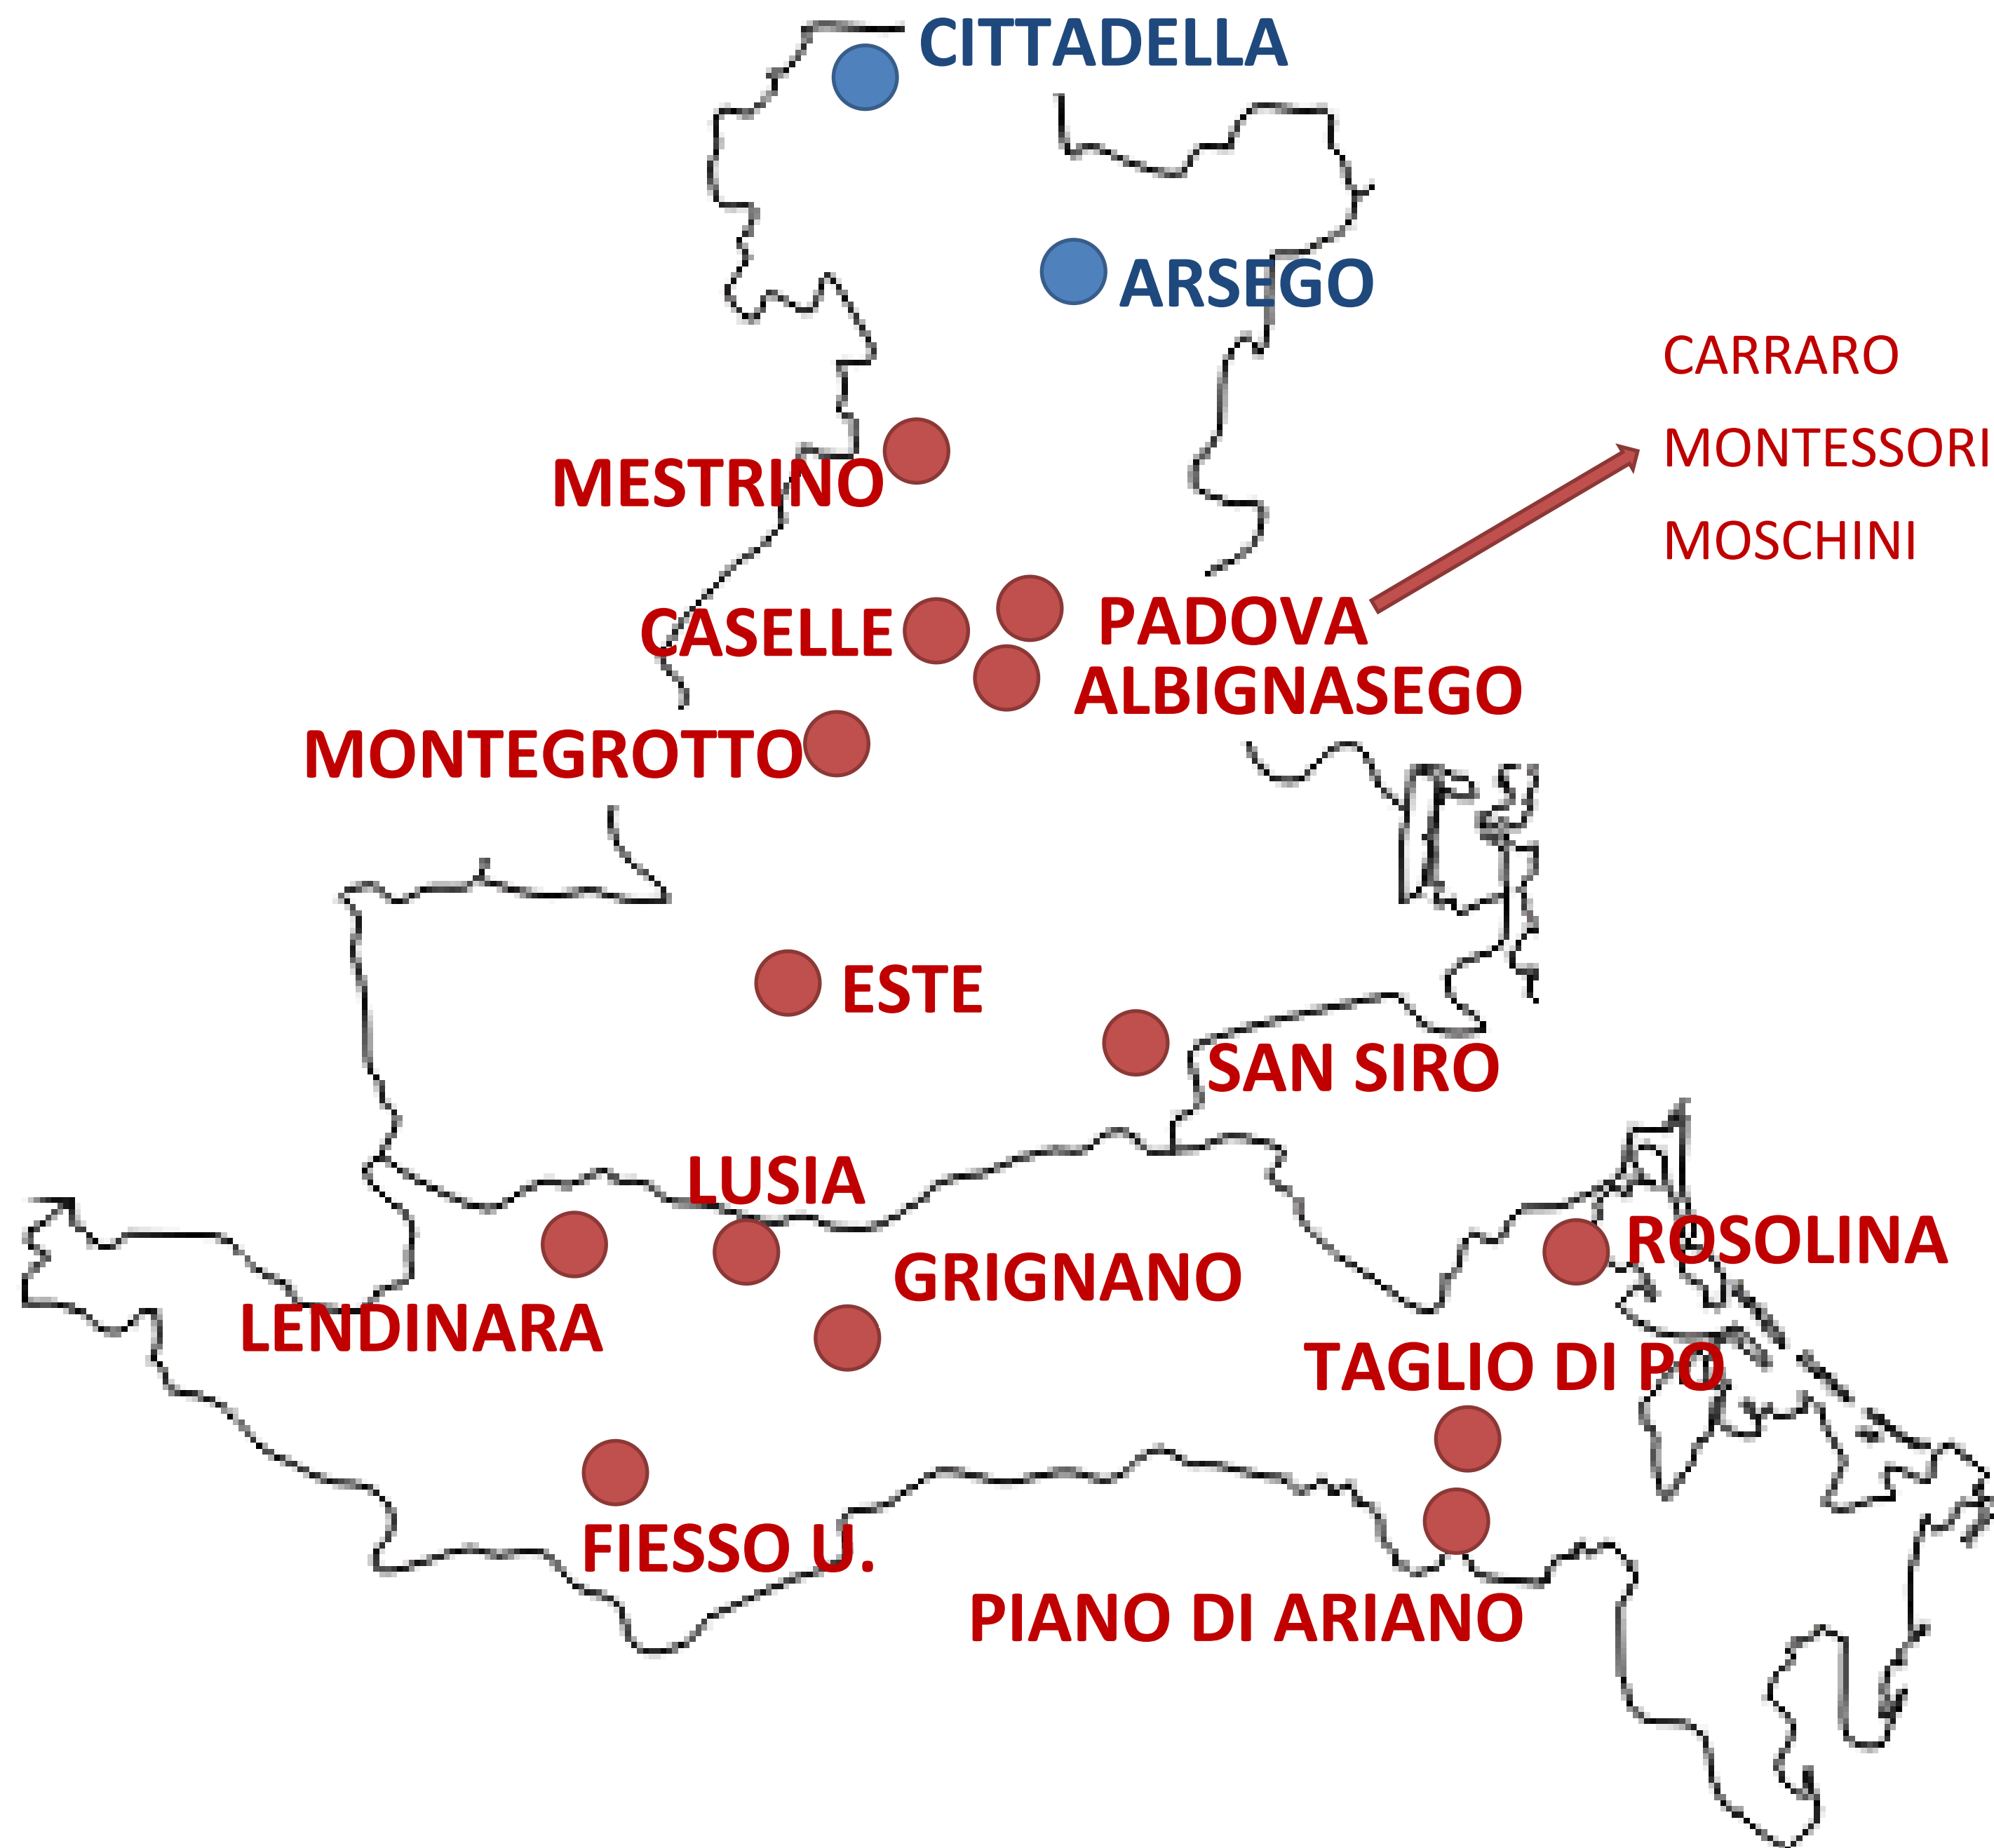 CITTADELLA
ARSEGO
CARRARO
MONTESSORI
MOSCHINI
MESTRINO
CASELLE
PADOVA
ALBIGNASEGO
MONTEGROTTO
ESTE
SAN SIRO
LUSIA
ROSOLINA
GRIGNANO
LENDINARA
TAGLIO DI PO
FIESSO U.
PIANO DI ARIANO